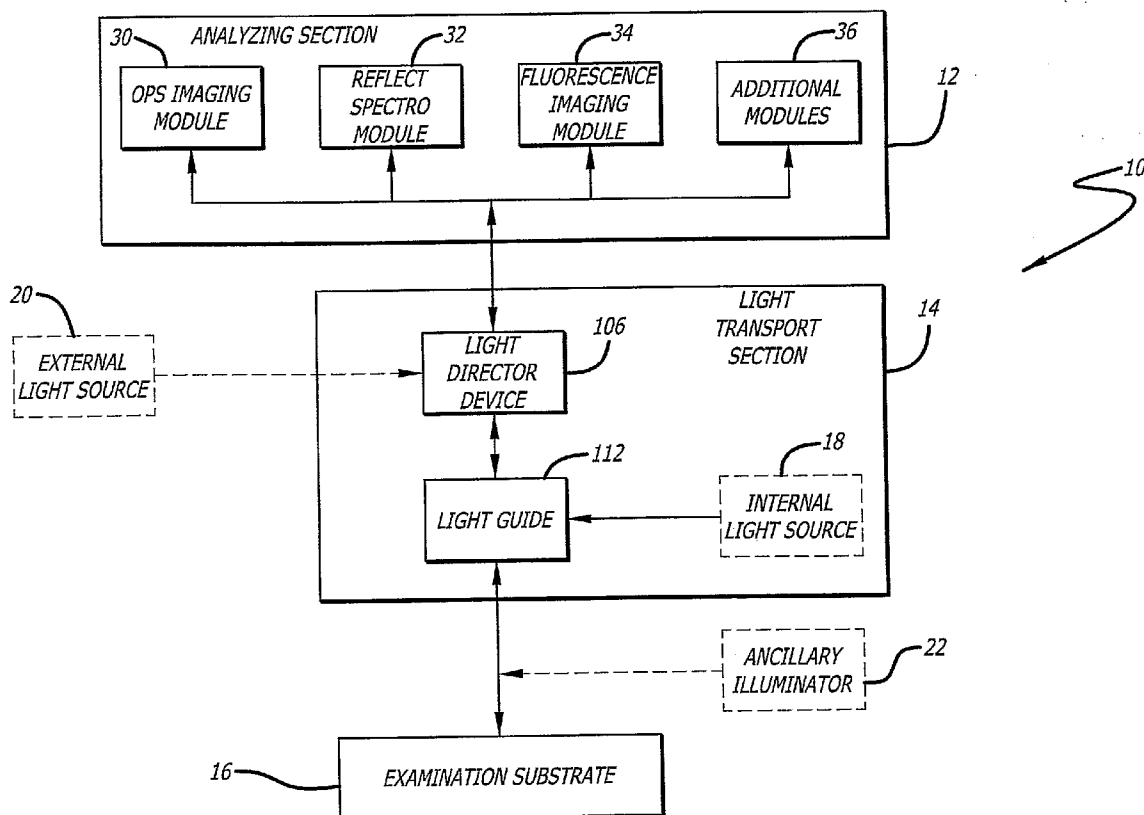 30
ANALYZING SECTION
32
34
36
OPS IMAGING
MODULE
REFLECT
SPECTRO
MODULE
FLUORESCENCE
IMAGING
MODULE
ADDITIONAL
MODULES
12
10
20
EXTERNAL
LIGHT SOURCE
LIGHT
TRANSPORT
SECTION
14
LIGHT
DIRECTOR
DEVICE
106
112
LIGHT GUIDE
18
INTERNAL
LIGHT SOURCE
ANCILLARY
ILLUMINATOR
22
16
EXAMINATION SUBSTRATE